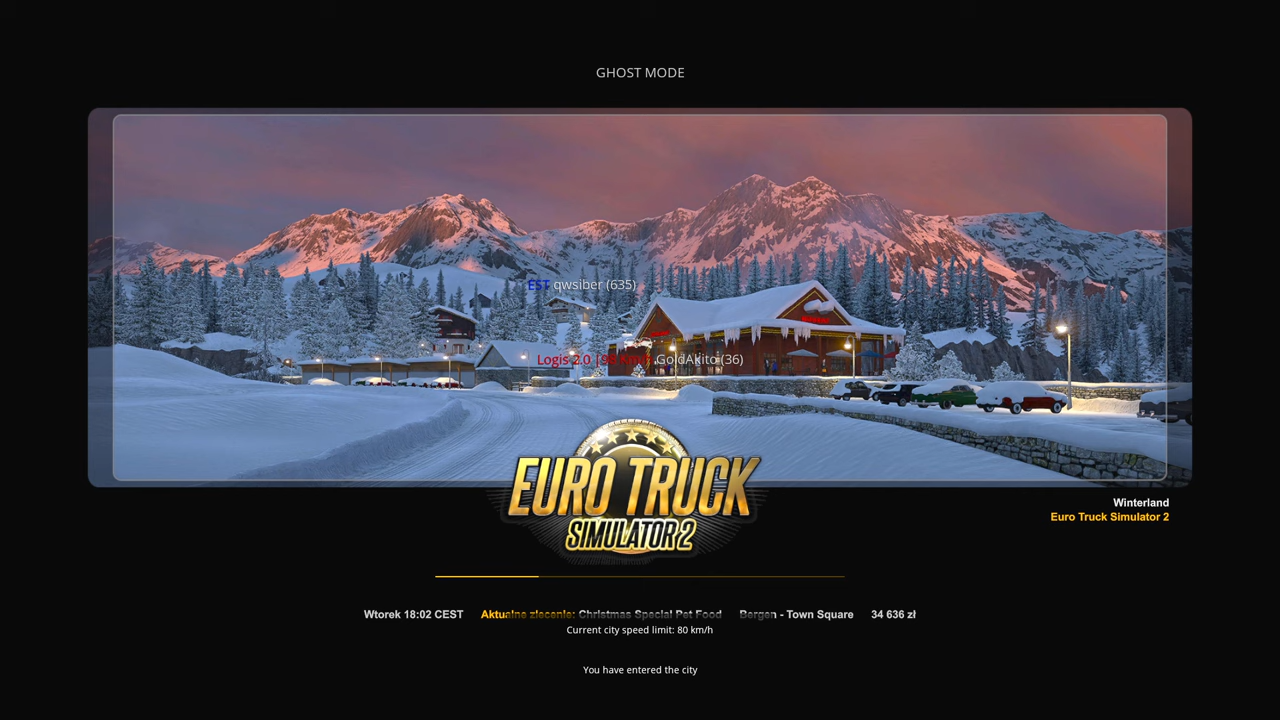 GHOST MODE
EST qwsiber (635)
Logis 2.0 |90 km/h GoldAkito (36)
EURO TRUCK
SIMULATOR 2
Winterland
Euro Truck Simulator 2
Wtorek 18:02 CEST Aktualne zlecenie: Christmas Special Pet Food Bergen - Town Square 34 636 zł
Current city speed limit: 80 km/h
You have entered the city